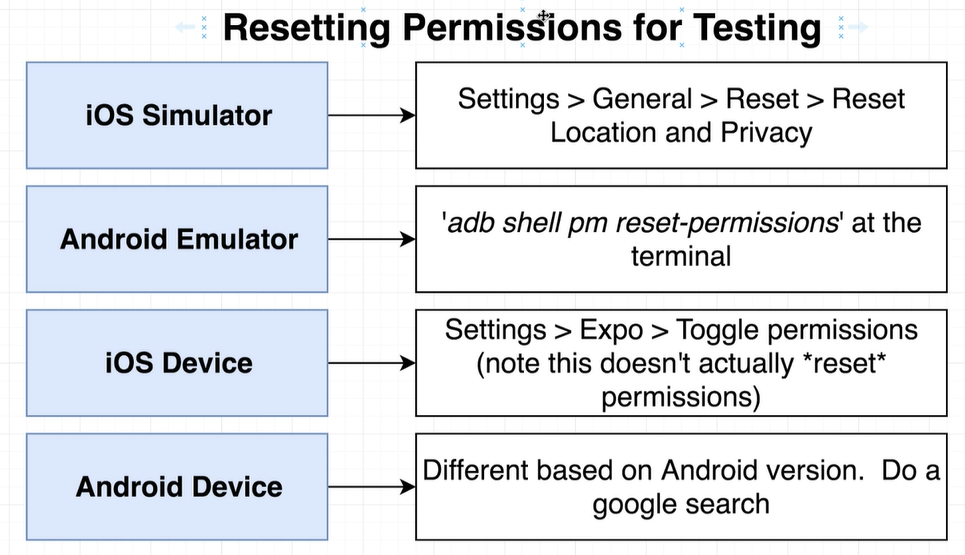 Resetting Permissions for Testing
iOS Simulator
Settings > General > Reset > Reset
Location and Privacy
Android Emulator
'adb shell pm reset-permissions' at the
terminal
iOS Device
Settings > Expo > Toggle permissions
(note this doesn't actually *reset*
permissions)
Android Device
Different based on Android version.  Do a
google search